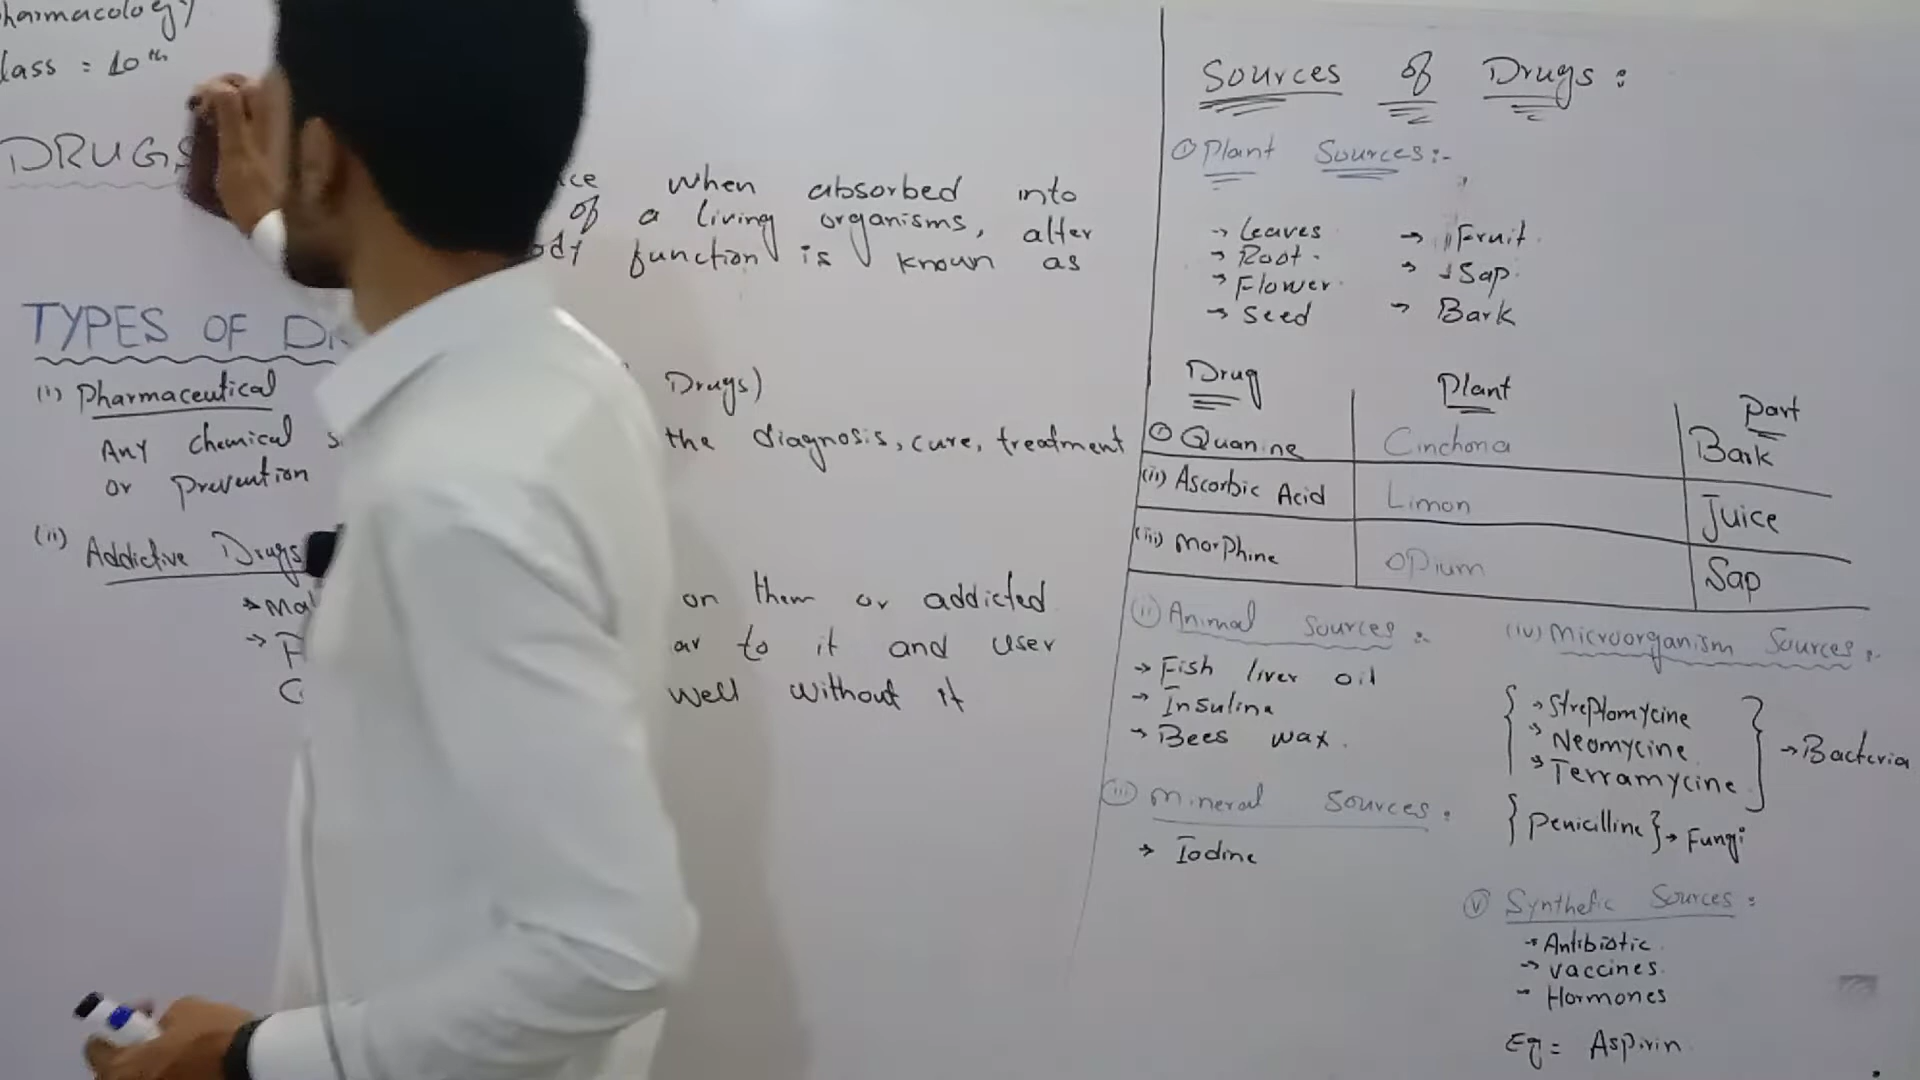 Pharmacology
Class : 10th
DRUGS
when absorbed into
of a living organisms, alter
body function is known as
TYPES OF
(i) Pharmaceutical Drugs)
Any chemical the diagnosis, cure, treatment
or prevention
(ii) Addictive Drugs
on them or addicted
to it and user
well without it
Sources of Drugs :
① Plant Sources :-
→ Leaves → Fruit
→ Root → Sap
→ Flower
→ Seed → Bark
Drug Plant Part
① Quanine Cinchona Bark
(ii) Ascorbic Acid Limon Juice
(iii) Morphine Opium Sap
(ii) Animal Sources :-
→ Fish liver oil
→ Insuline
→ Bees wax.
(iii) Mineral Sources :
→ Iodine
(iv) Microorganism Sources :-
{ → Streptomycine
→ Neomycine
→ Terramycine } → Bacteria
{ Penicilline } → Fungi
(v) Synthetic Sources :
→ Antibiotic
→ Vaccines
- Hormones
Eg = Aspirin